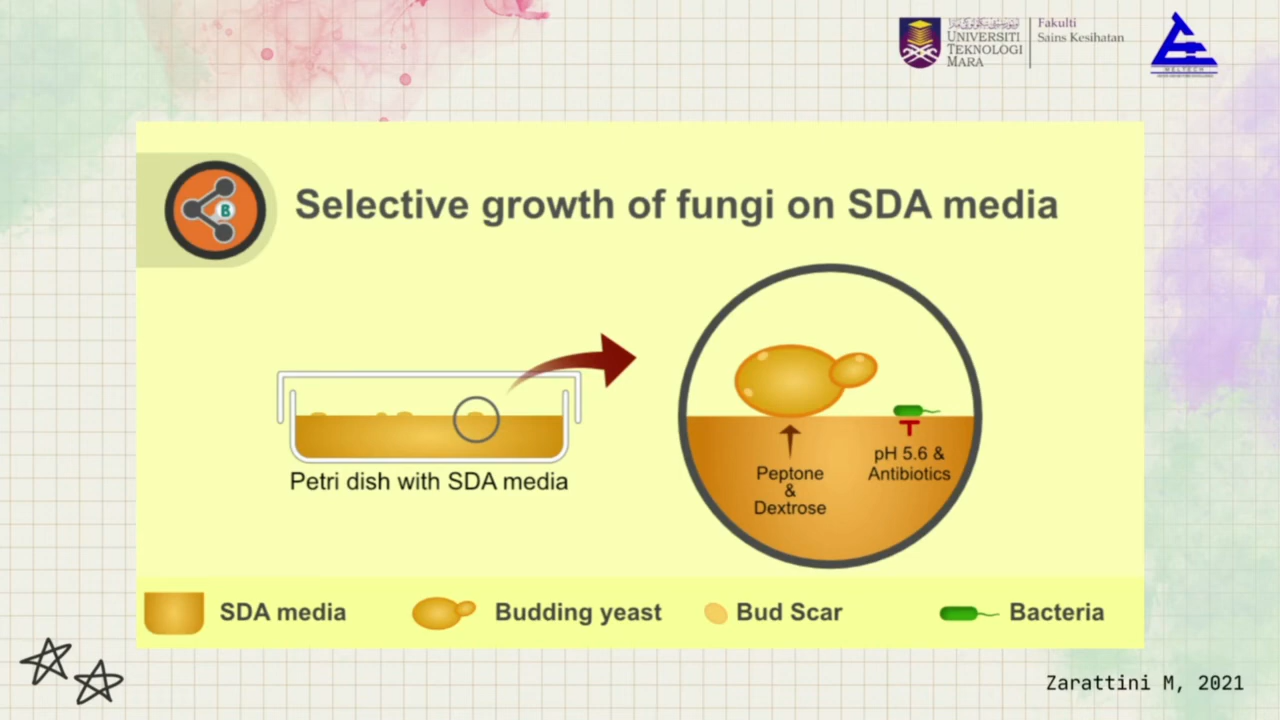 UNIVERSITI
TEKNOLOGI
MARA
Fakulti
Sains Kesihatan
B
Selective growth of fungi on SDA media
Petri dish with SDA media
Peptone
&
Dextrose
pH 5.6 &
Antibiotics
SDA media
Budding yeast
Bud Scar
Bacteria
Zarattini M, 2021